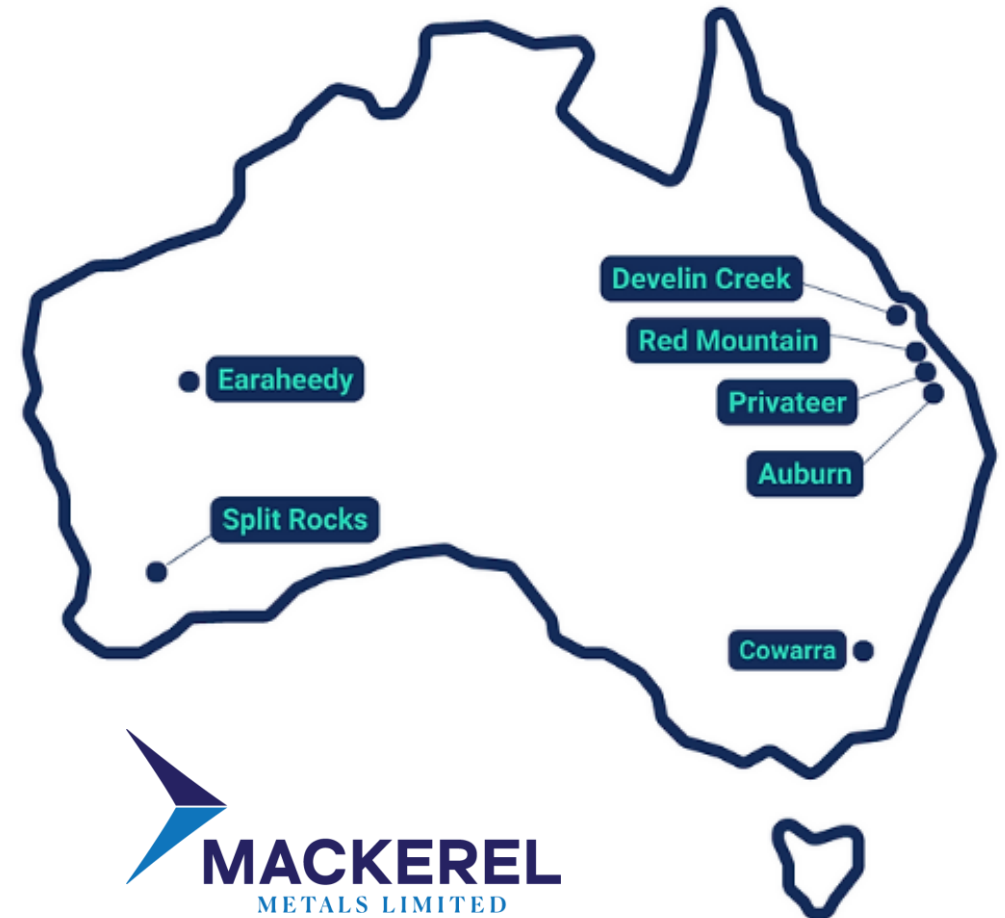 Develin Creek
Red Mountain
Earaheedy
Privateer
Auburn
Split Rocks
Cowarra
MACKEREL
METALS LIMITED